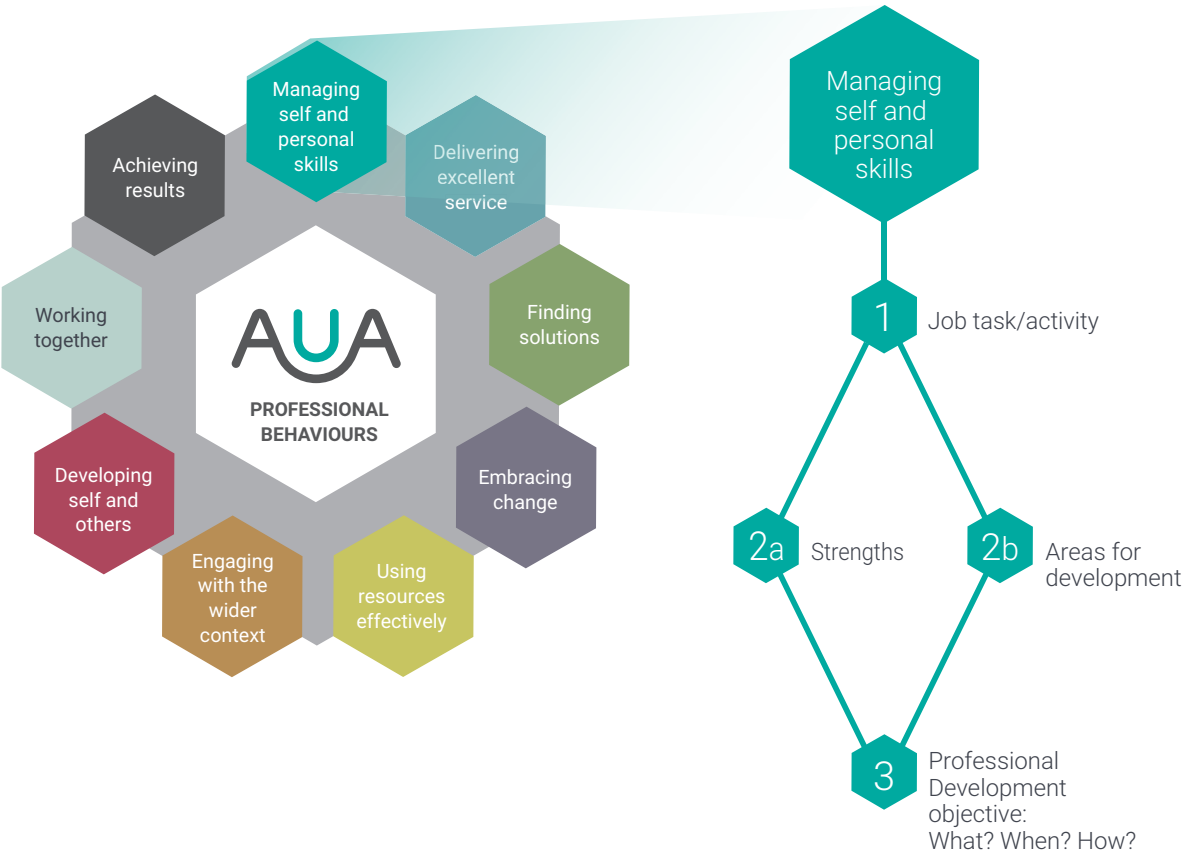 Managing
self and
personal
skills
Delivering
excellent
service
Finding
solutions
Embracing
change
Using
resources
effectively
Engaging
with the
wider
context
Developing
self and
others
Working
together
Achieving
results
AUA
PROFESSIONAL
BEHAVIOURS
Managing
self and
personal
skills
1 Job task/activity
2a Strengths
2b Areas for
development
3 Professional
Development
objective:
What? When? How?